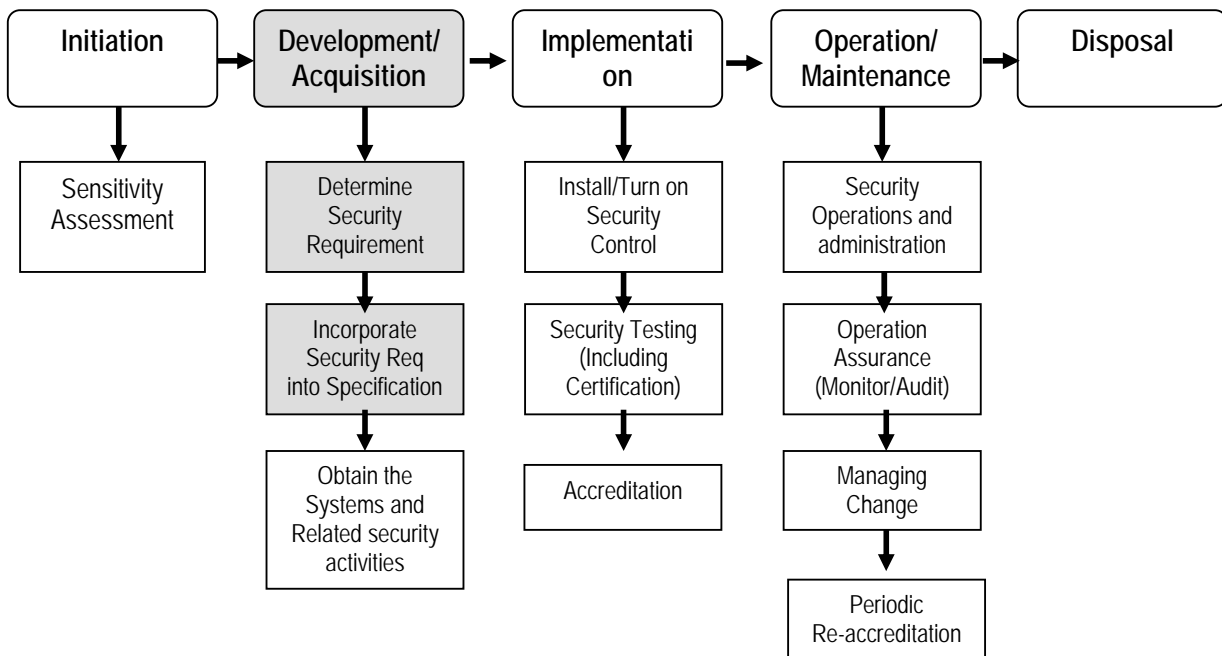 Initiation
Development/
Acquisition
Implementati
on
Operation/
Maintenance
Disposal
Sensitivity
Assessment
Determine
Security
Requirement
Incorporate
Security Req
into Specification
Obtain the
Systems and
Related security
activities
Install/Turn on
Security
Control
Security Testing
(Including
Certification)
Accreditation
Security
Operations and
administration
Operation
Assurance
(Monitor/Audit)
Managing
Change
Periodic
Re-accreditation